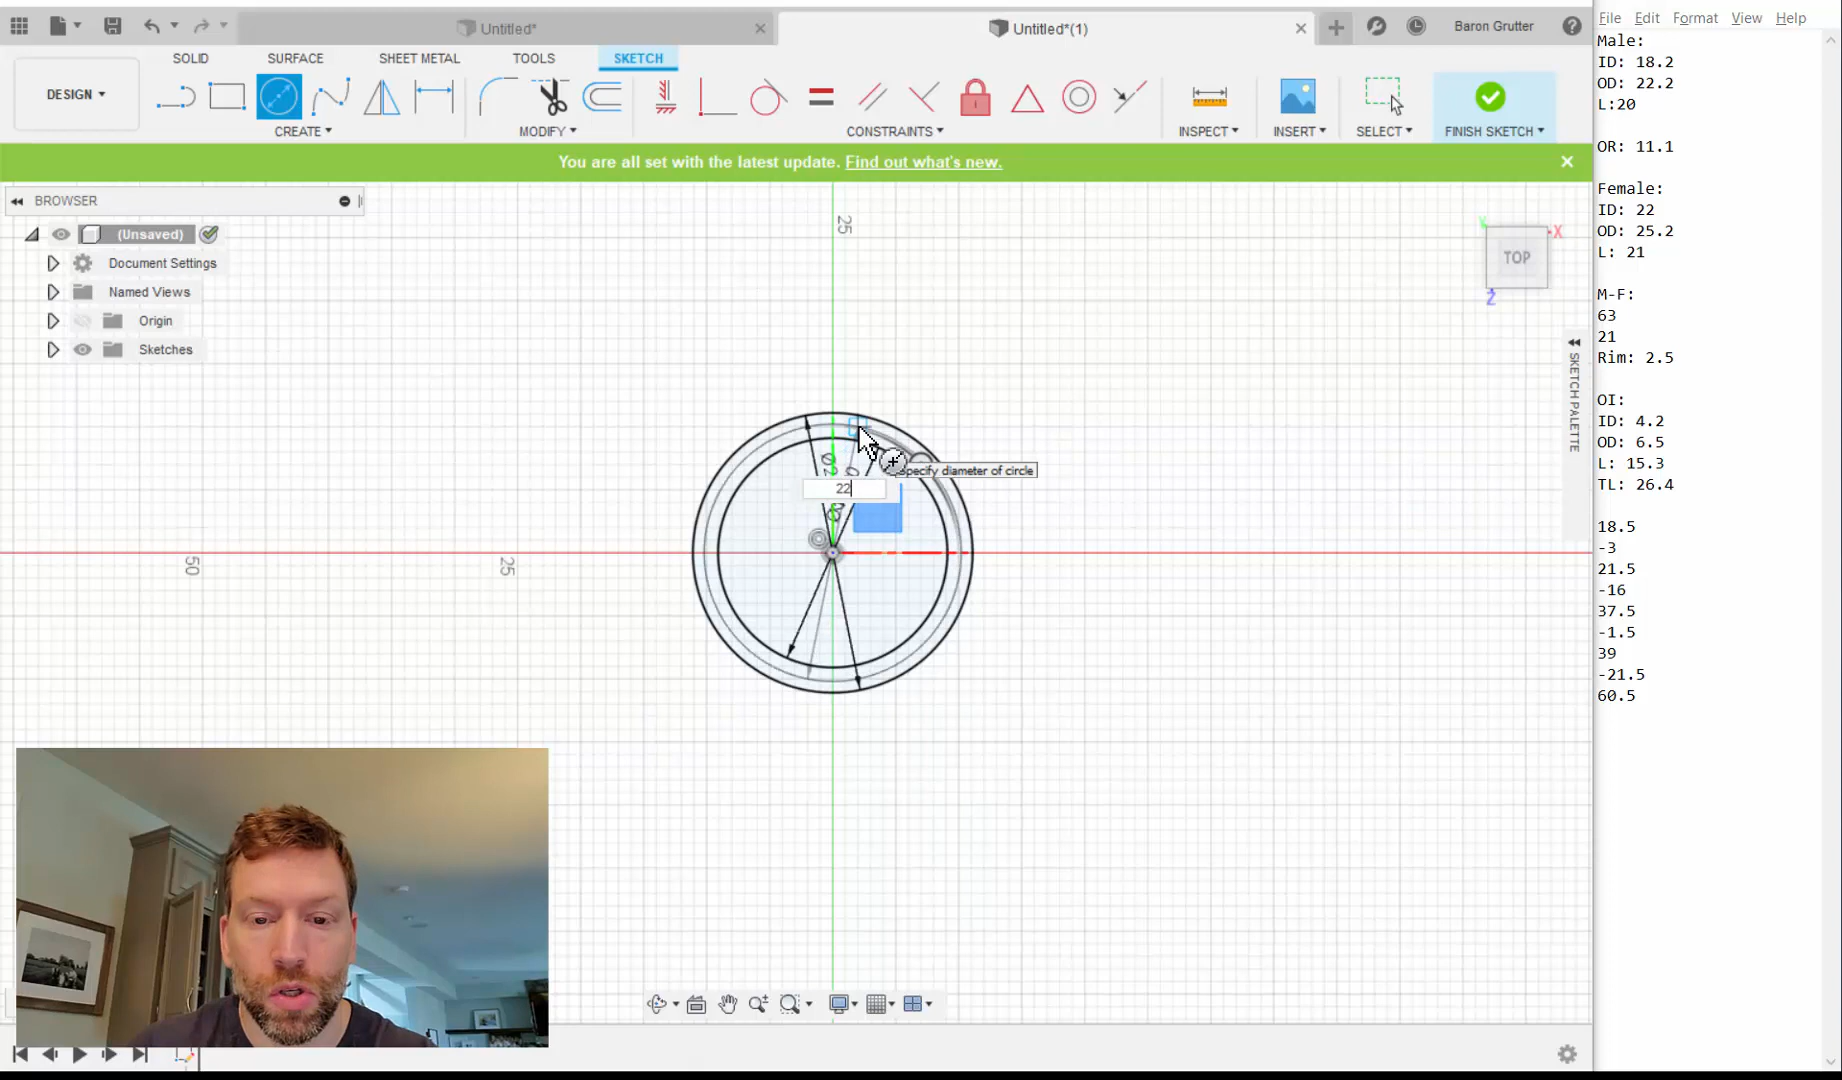 Untitled*
Untitled*(1)
Baron Grutter
File Edit Format View Help
SOLID
SURFACE
SHEET METAL
TOOLS
SKETCH
DESIGN
CREATE
MODIFY
CONSTRAINTS
INSPECT
INSERT
SELECT
FINISH SKETCH
You are all set with the latest update. Find out what's new.
BROWSER
(Unsaved)
Document Settings
Named Views
Origin
Sketches
25
TOP
X
Z
SKETCH PALETTE
Specify diameter of circle
22
50
25
Male:
ID: 18.2
OD: 22.2
L:20
OR: 11.1
Female:
ID: 22
OD: 25.2
L: 21
M-F:
63
21
Rim: 2.5
OI:
ID: 4.2
OD: 6.5
L: 15.3
TL: 26.4
18.5
-3
21.5
-16
37.5
-1.5
39
-21.5
60.5